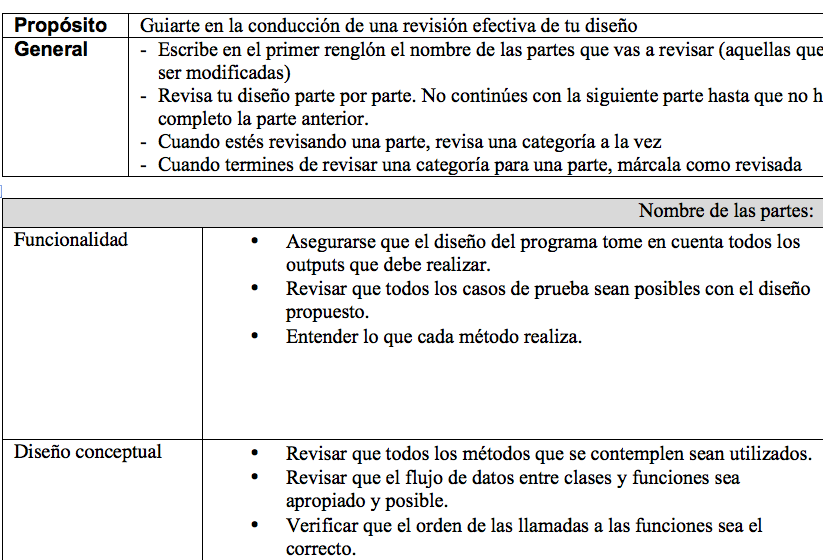 Propósito Guiarte en la conducción de una revisión efectiva de tu diseño
General - Escribe en el primer renglón el nombre de las partes que vas a revisar (aquellas que
ser modificadas)
- Revisa tu diseño parte por parte. No continúes con la siguiente parte hasta que no h
completo la parte anterior.
- Cuando estés revisando una parte, revisa una categoría a la vez
- Cuando termines de revisar una categoría para una parte, márcala como revisada
Nombre de las partes:
Funcionalidad • Asegurarse que el diseño del programa tome en cuenta todos los
outputs que debe realizar.
• Revisar que todos los casos de prueba sean posibles con el diseño
propuesto.
• Entender lo que cada método realiza.
Diseño conceptual • Revisar que todos los métodos que se contemplen sean utilizados.
• Revisar que el flujo de datos entre clases y funciones sea
apropiado y posible.
• Verificar que el orden de las llamadas a las funciones sea el
correcto.